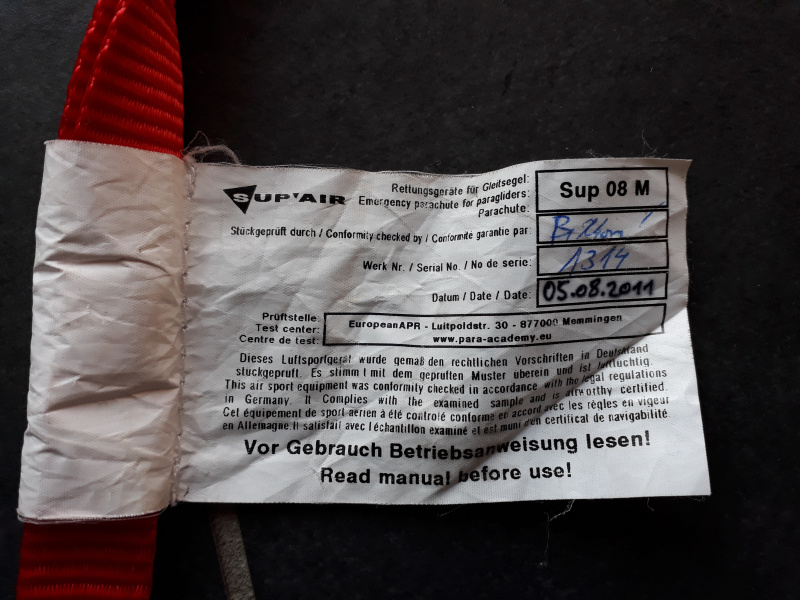 SUP'AIR
Rettungsgeräte für Gleitsegel:
Emergency parachute for paragliders:
Parachute:
Sup 08 M
Stückgeprüft durch / Conformity checked by / Conformité garantie par:
Werk Nr. / Serial No. / No de serie:
1314
Datum / Date / Date:
05.08.2011
Prüftstelle:
Test center:
Centre de test:
EuropeanAPR - Luitpoldstr. 30 - 877000 Memmingen
www.para-academy.eu
Dieses Luftsportgerät wurde gemäß den rechtlichen Vorschriften in Deutschland
stückgeprüft. Es stimmt mit dem geprüften Muster überein und ist lufttüchtig.
This air sport equipment was conformity checked in accordance with the legal regulations
in Germany. It Complies with the examined sample and is airworthy certified.
Cet équipement de sport aerien à été controlé conforme en accord avec les règles en vigeur
en Allemagne. Il satisfait avec l'échantillon examiné et est muni d'en certificat de navigabilité
Vor Gebrauch Betriebsanweisung lesen!
Read manual before use!